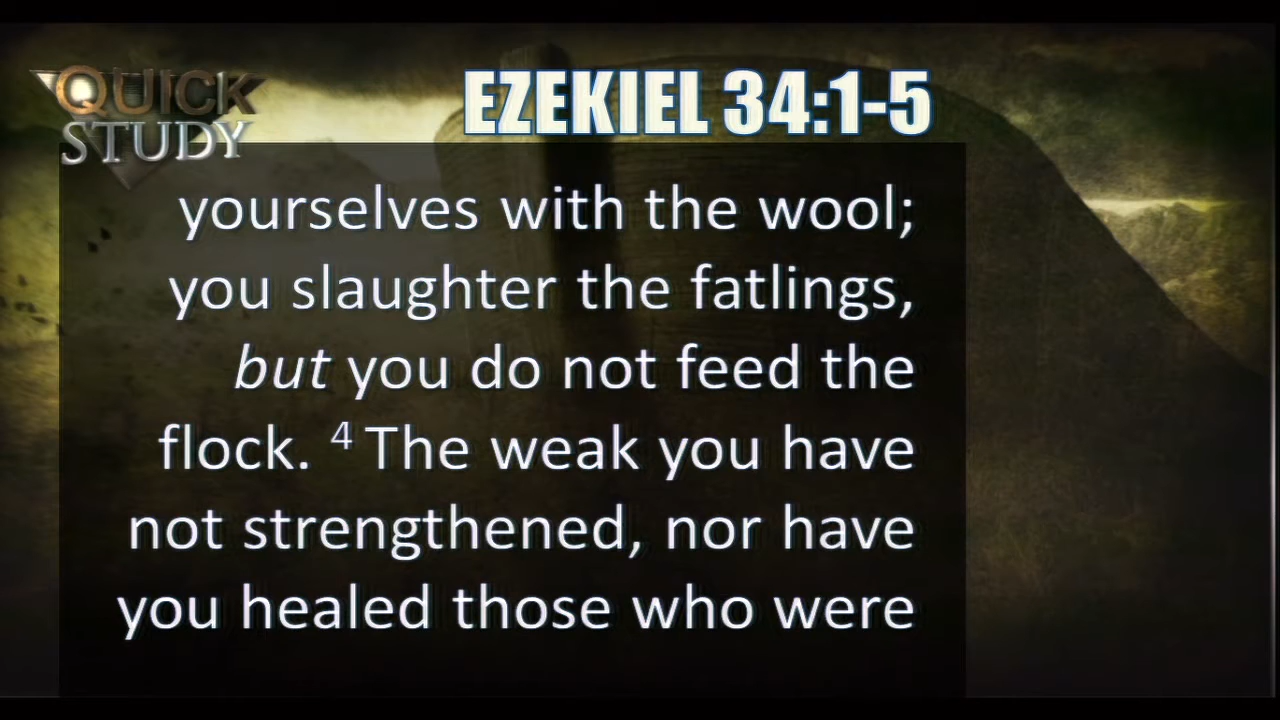 QUICK
STUDY
EZEKIEL 34:1-5
yourselves with the wool;
you slaughter the fatlings,
but you do not feed the
flock. ⁴ The weak you have
not strengthened, nor have
you healed those who were